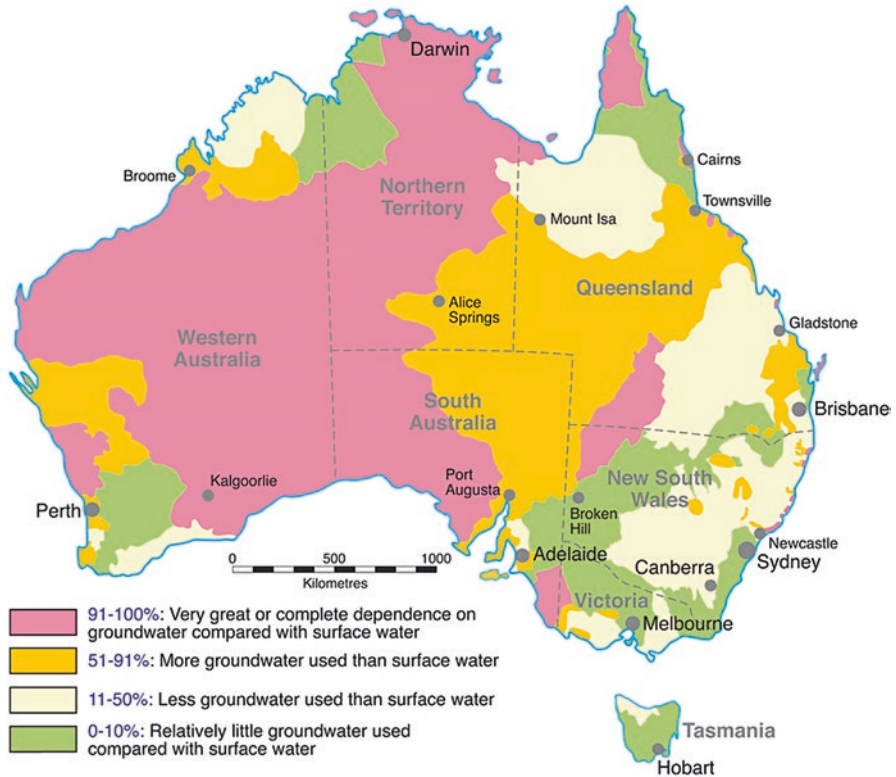 Darwin
Cairns
Broome
Northern
Territory
Townsville
Mount Isa
Queensland
Alice
Springs
Gladstone
Western
Australia
South
Australia
Brisbane
Port
Augusta
Kalgoorlie
New South
Wales
Perth
Broken
Hill
Newcastle
Adelaide
Sydney
Canberra
0 500 1000
Kilometres
Victoria
Melbourne
91-100%: Very great or complete dependence on
groundwater compared with surface water
51-91%: More groundwater used than surface water
11-50%: Less groundwater used than surface water
0-10%: Relatively little groundwater used
compared with surface water
Tasmania
Hobart